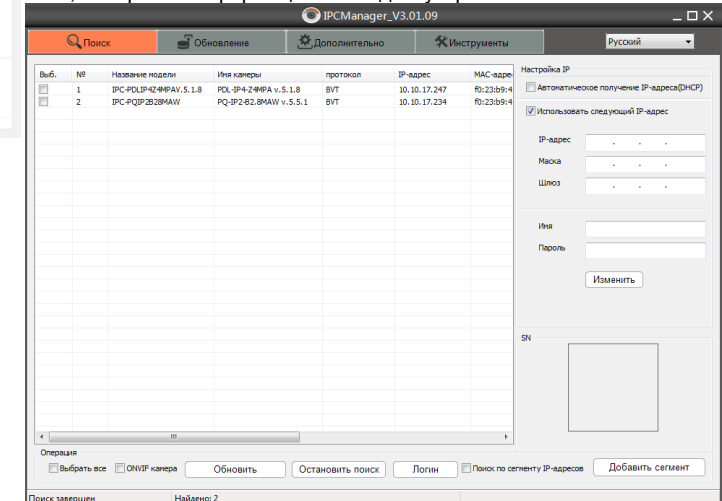 IPCManager_V3.01.09
Поиск Обновление Дополнительно Инструменты Русский
Выб. № Название модели Имя камеры протокол IP-адрес MAC-адре
1 IPC-PDLIP4Z4MPAV.5.1.8 PDL-IP4-Z4MPA v.5.1.8 BVT 10.10.17.247 f0:23:b9:4
2 IPC-PQIP2B28MAW PQ-IP2-B2.8MAW v.5.5.1 BVT 10.10.17.234 f0:23:b9:4
Настройка IP
Автоматическое получение IP-адреса(DHCP)
Использовать следующий IP-адрес
IP-адрес
Маска
Шлюз
Имя
Пароль
Изменить
SN
Операция
Выбрать все ONVIF камера Обновить Остановить поиск Логин Поиск по сегменту IP-адресов Добавить сегмент
Поиск завершен Найдено: 2